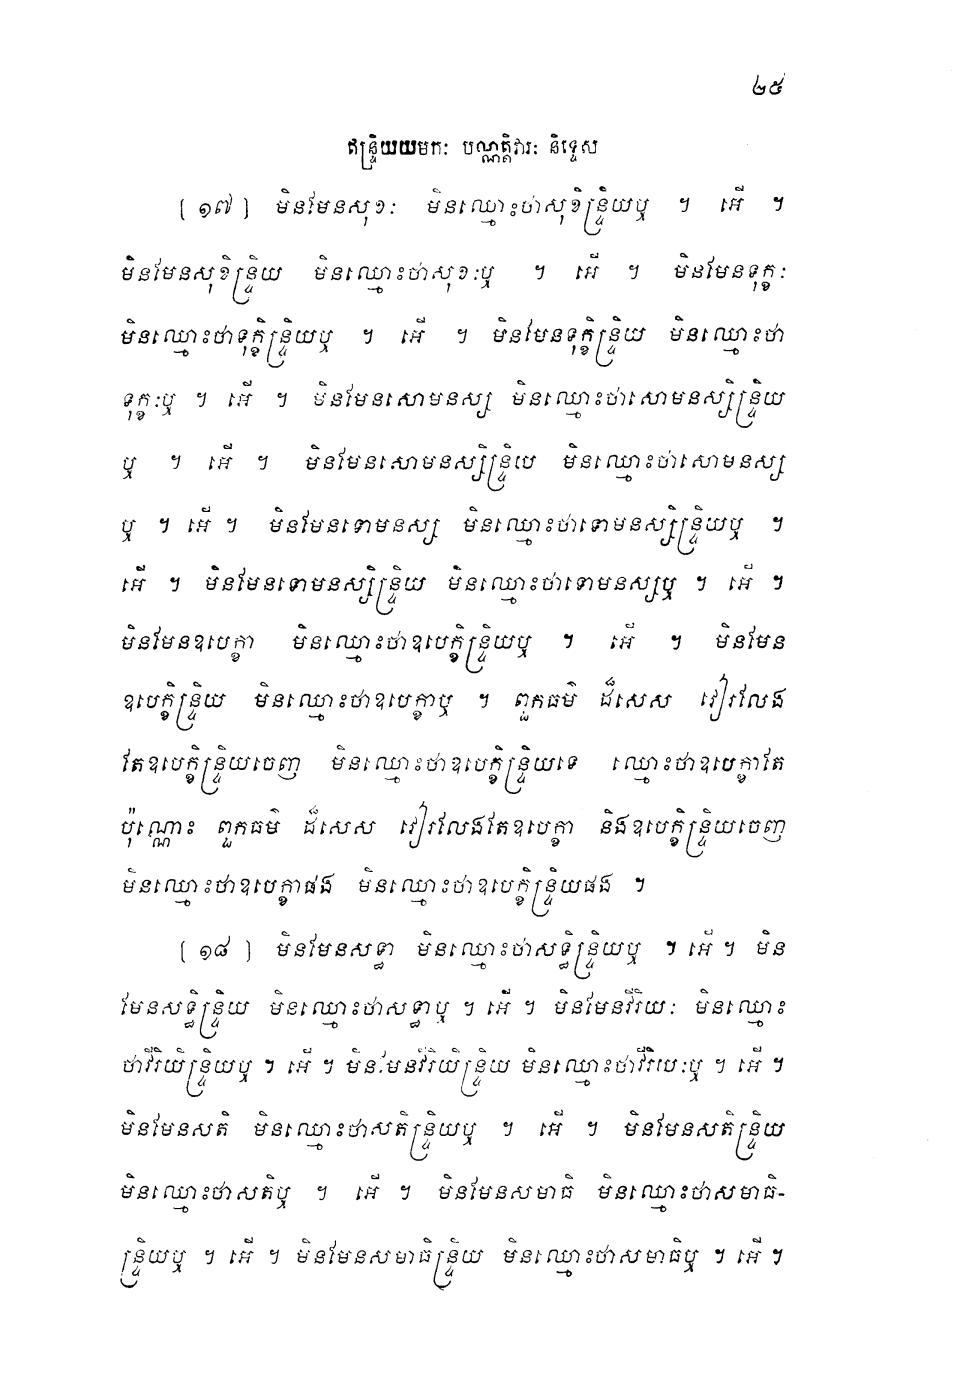 ២៥
ឥន្ទ្រិយយមកៈ បណ្ណត្តិវារៈ និទ្ទេស
[ ១៧ ] មិនមែនសុខៈ មិនឈ្មោះថាសុខិន្ទ្រិយឬ ។ អើ ។
មិនមែនសុខិន្ទ្រិយ មិនឈ្មោះថាសុខៈឬ ។ អើ ។ មិនមែនទុក្ខៈ
មិនឈ្មោះថាទុក្ខិន្ទ្រិយឬ ។ អើ ។ មិនមែនទុក្ខិន្ទ្រិយ មិនឈ្មោះថា
ទុក្ខៈឬ ។ អើ ។ មិនមែនសោមនស្ស មិនឈ្មោះថាសោមនស្សិន្ទ្រិយ
ឬ ។ អើ ។ មិនមែនសោមនស្សិន្ទ្រិយ មិនឈ្មោះថាសោមនស្ស
ឬ ។ អើ ។ មិនមែនទោមនស្ស មិនឈ្មោះថាទោមនស្សិន្ទ្រិយឬ ។
អើ ។ មិនមែនទោមនស្សិន្ទ្រិយ មិនឈ្មោះថាទោមនស្សឬ ។ អើ ។
មិនមែនឧបេក្ខា មិនឈ្មោះថាឧបេក្ខិន្ទ្រិយឬ ។ អើ ។ មិនមែន
ឧបេក្ខិន្ទ្រិយ មិនឈ្មោះថាឧបេក្ខាឬ ។ ពួកធម៌ ដ៏សេស វៀរលែង
តែឧបេក្ខិន្ទ្រិយចេញ មិនឈ្មោះថាឧបេក្ខិន្ទ្រិយទេ ឈ្មោះថាឧបេក្ខាតែ
ប៉ុណ្ណោះ ពួកធម៌ ដ៏សេស វៀរលែងតែឧបេក្ខា និងឧបេក្ខិន្ទ្រិយចេញ
មិនឈ្មោះថាឧបេក្ខាផង មិនឈ្មោះថាឧបេក្ខិន្ទ្រិយផង ។
[ ១៨ ] មិនមែនសទ្ធា មិនឈ្មោះថាសទ្ធិន្ទ្រិយឬ ។ អើ ។ មិន
មែនសទ្ធិន្ទ្រិយ មិនឈ្មោះថាសទ្ធាឬ ។ អើ ។ មិនមែនវីរិយៈ មិនឈ្មោះ
ថាវីរិយិន្ទ្រិយឬ ។ អើ ។ មិនមែនវីរិយិន្ទ្រិយ មិនឈ្មោះថាវីរិយៈឬ ។ អើ ។
មិនមែនសតិ មិនឈ្មោះថាសតិន្ទ្រិយឬ ។ អើ ។ មិនមែនសតិន្ទ្រិយ
មិនឈ្មោះថាសតិឬ ។ អើ ។ មិនមែនសមាធិ មិនឈ្មោះថាសមាធិ-
ន្ទ្រិយឬ ។ អើ ។ មិនមែនសមាធិន្ទ្រិយ មិនឈ្មោះថាសមាធិឬ ។ អើ ។